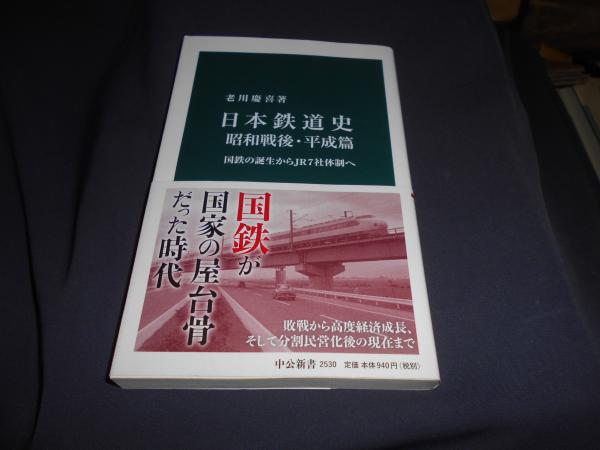 老川慶喜著
日本鉄道史
昭和戦後・平成篇
国鉄の誕生からJR7社体制へ
国鉄が
国家の屋台骨
だった時代
敗戦から高度経済成長、
そして分割民営化後の現在まで
中公新書 2530 定価 本体940円(税別)